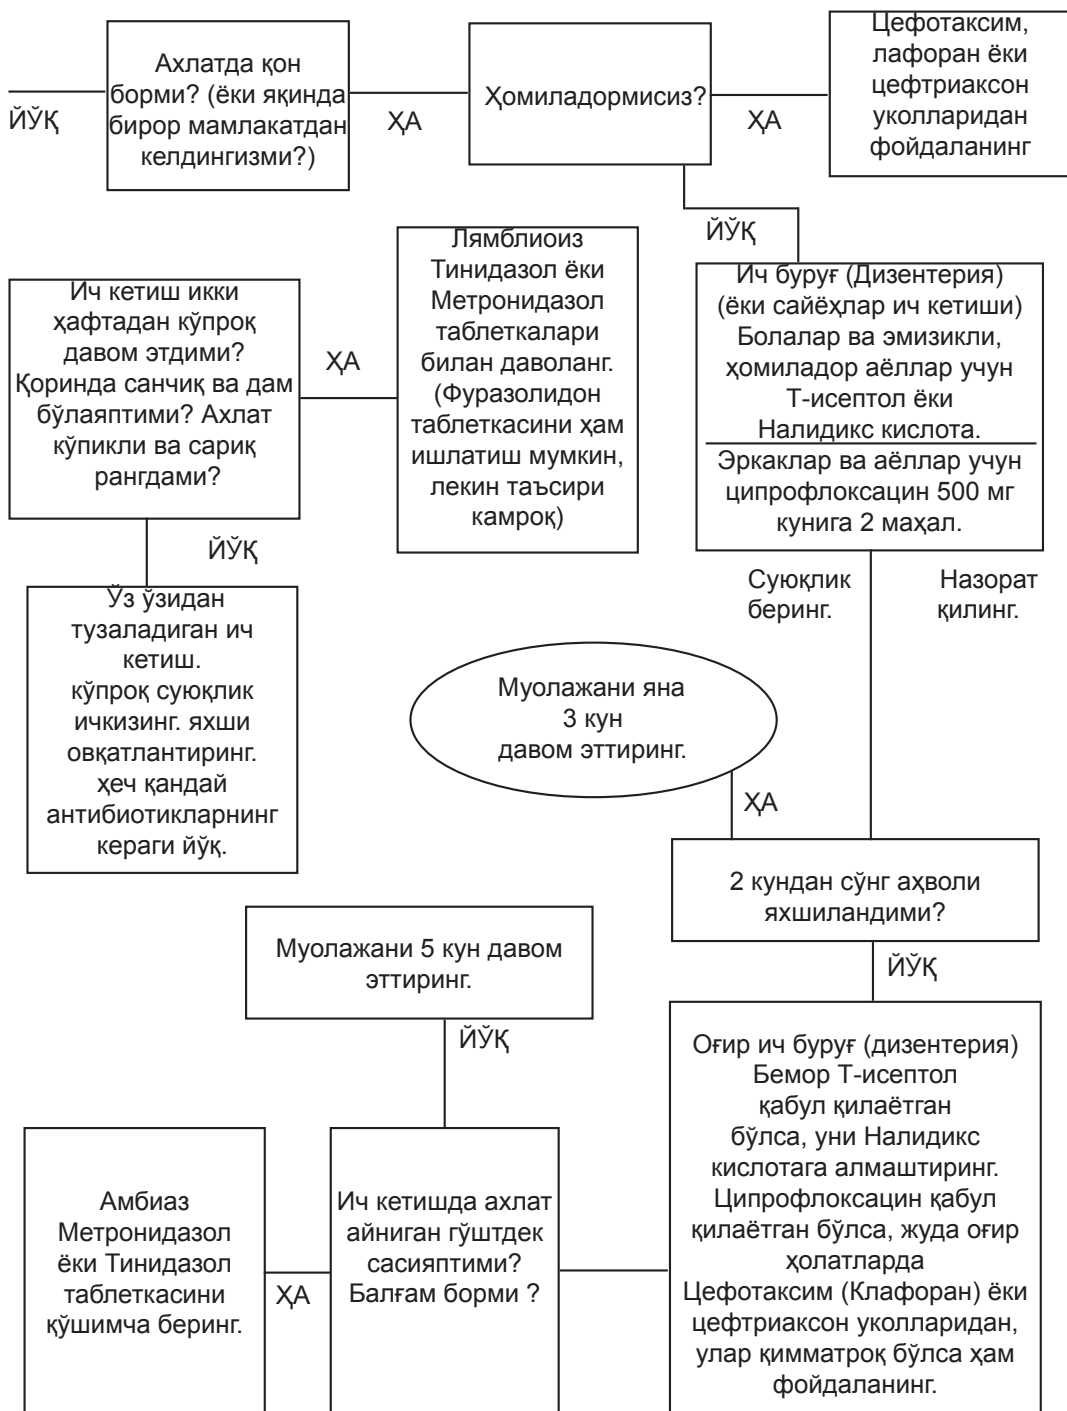 ЙЎҚ
Ахлатда қон
борми? (ёки яқинда
бирор мамлакатдан
келдингизми?)
ҲА
Ҳомиладормисиз?
ҲА
Цефотаксим,
лафоран ёки
цефтриаксон
уколларидан
фойдаланинг
ЙЎҚ
Ич кетиш икки
ҳафтадан кўпроқ
давом этдими?
Қоринда санчиқ ва дам
бўлаяптими? Ахлат
кўпикли ва сариқ
рангдами?
ҲА
Лямблиоиз
Тинидазол ёки
Метронидазол
таблеткалари
билан даволанг.
(Фуразолидон
таблеткасини ҳам
ишлатиш мумкин,
лекин таъсири
камроқ)
Ич буруғ (Дизентерия)
(ёки сайёҳлар ич кетиши)
Болалар ва эмизикли,
ҳомиладор аёллар учун
Т-исептол ёки
Налидикс кислота.
Эркаклар ва аёллар учун
ципрофлоксацин 500 мг
кунига 2 маҳал.
ЙЎҚ
Ўз ўзидан
тузаладиган ич
кетиш.
кўпроқ суюқлик
ичкизинг. яхши
овқатлантиринг.
ҳеч қандай
антибиотикларнинг
кераги йўқ.
Суюқлик
беринг.
Назорат
қилинг.
Муолажани яна
3 кун
давом эттиринг.
ҲА
2 кундан сўнг аҳволи
яхшиландими?
Муолажани 5 кун давом
эттиринг.
ЙЎҚ
ЙЎҚ
Амбиаз
Метронидазол
ёки Тинидазол
таблеткасини
қўшимча беринг.
ҲА
Ич кетишда ахлат
айниган гўштдек
сасияптими?
Балғам борми ?
Оғир ич буруғ (дизентерия)
Бемор Т-исептол
қабул қилаётган
бўлса, уни Налидикс
кислотага алмаштиринг.
Ципрофлоксацин қабул
қилаётган бўлса, жуда оғир
ҳолатларда
Цефотаксим (Клафоран) ёки
цефтриаксон уколларидан,
улар қимматроқ бўлса ҳам
фойдаланинг.